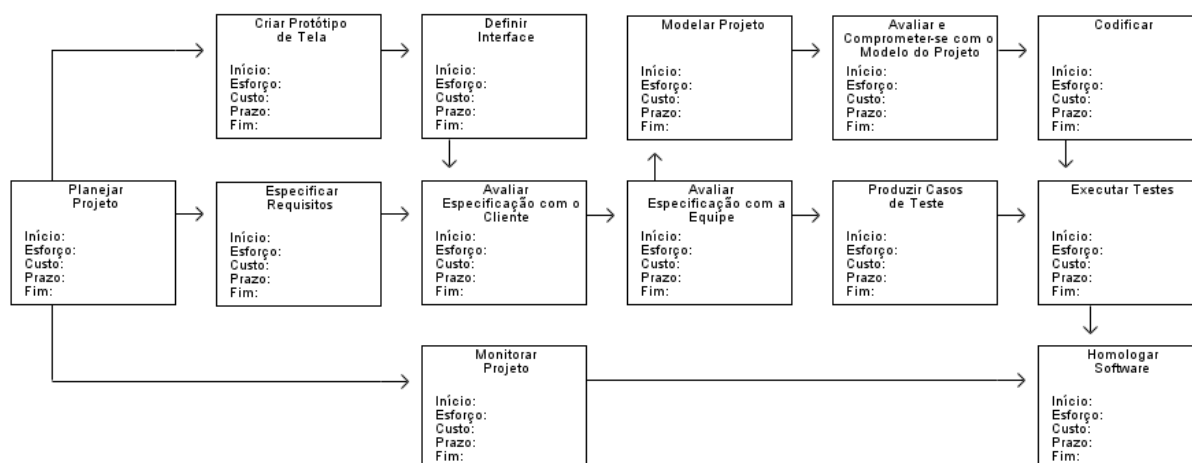 Criar Protótipo
de Tela
Início:
Esforço:
Custo:
Prazo:
Fim:
Definir
Interface
Início:
Esforço:
Custo:
Prazo:
Fim:
Modelar Projeto
Início:
Esforço:
Custo:
Prazo:
Fim:
Avaliar e
Comprometer-se com o
Modelo do Projeto
Início:
Esforço:
Custo:
Prazo:
Fim:
Codificar
Início:
Esforço:
Custo:
Prazo:
Fim:
Planejar
Projeto
Início:
Esforço:
Custo:
Prazo:
Fim:
Especificar
Requisitos
Início:
Esforço:
Custo:
Prazo:
Fim:
Avaliar
Especificação com o
Cliente
Início:
Esforço:
Custo:
Prazo:
Fim:
Avaliar
Especificação com a
Equipe
Início:
Esforço:
Custo:
Prazo:
Fim:
Produzir Casos
de Teste
Início:
Esforço:
Custo:
Prazo:
Fim:
Executar Testes
Início:
Esforço:
Custo:
Prazo:
Fim:
Monitorar
Projeto
Início:
Esforço:
Custo:
Prazo:
Fim:
Homologar
Software
Início:
Esforço:
Custo:
Prazo:
Fim: